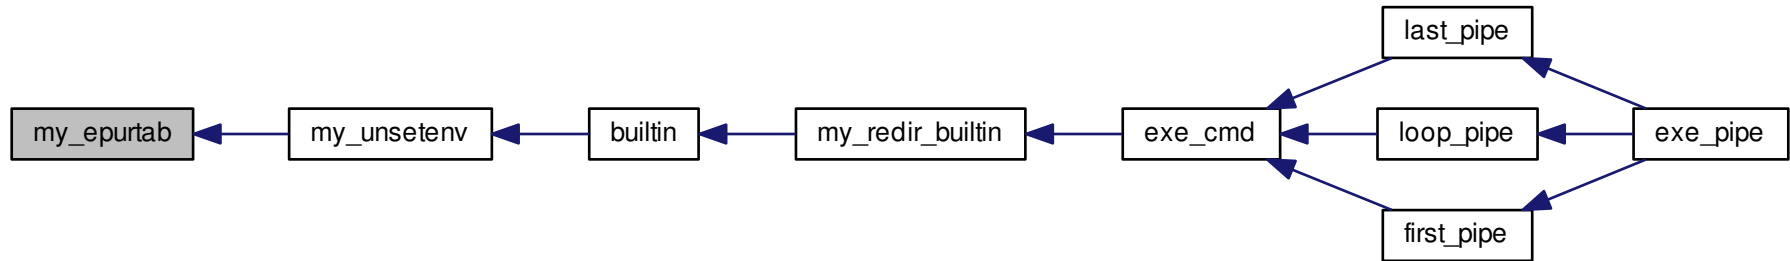 my_epurtab
my_unsetenv
builtin
my_redir_builtin
exe_cmd
last_pipe
loop_pipe
first_pipe
exe_pipe